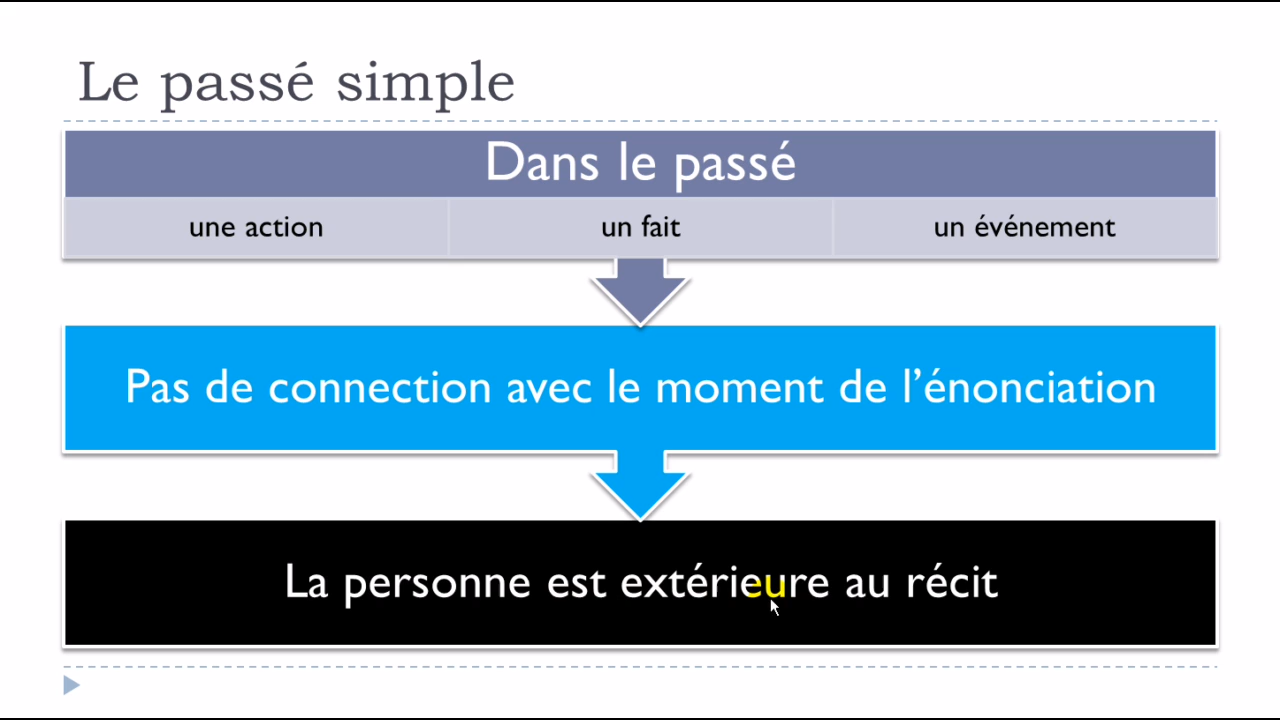 Le passé simple
Dans le passé
une action
un fait
un événement
Pas de connection avec le moment de l’énonciation
La personne est extérieure au récit